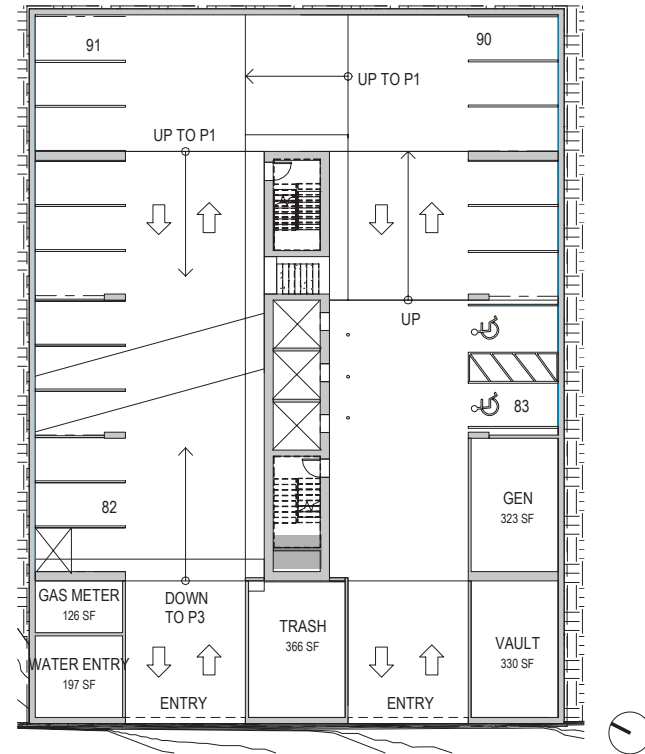 91
90
UP TO P1
UP TO P1
UP
83
82
GEN
323 SF
GAS METER
126 SF
DOWN
TO P3
TRASH
366 SF
WATER ENTRY
197 SF
VAULT
330 SF
ENTRY
ENTRY